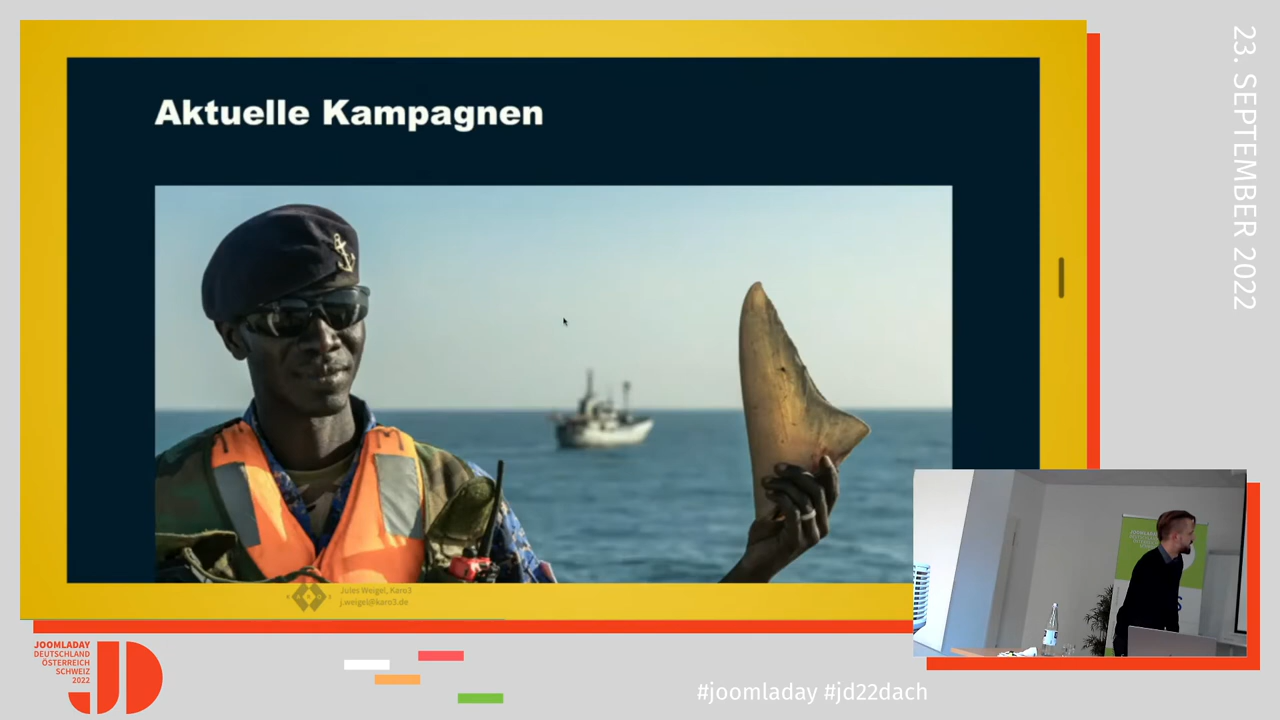 Aktuelle Kampagnen
23. SEPTEMBER 2022
KARO3
Jules Weigel, Karo3
j.weigel@karo3.de
JOOMLADAY
DEUTSCHLAND
ÖSTERREICH
SCHWEIZ
2022
JD
#joomladay #jd22dach